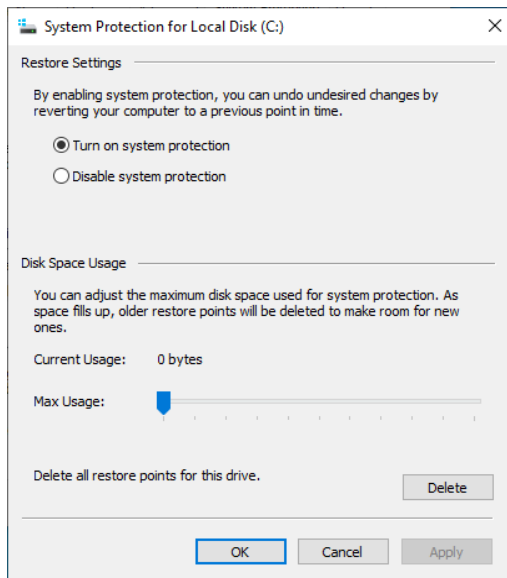 System Protection for Local Disk (C:)
Restore Settings
By enabling system protection, you can undo undesired changes by
reverting your computer to a previous point in time.
Turn on system protection
Disable system protection
Disk Space Usage
You can adjust the maximum disk space used for system protection. As
space fills up, older restore points will be deleted to make room for new
ones.
Current Usage: 0 bytes
Max Usage:
Delete all restore points for this drive.
Delete
OK Cancel Apply